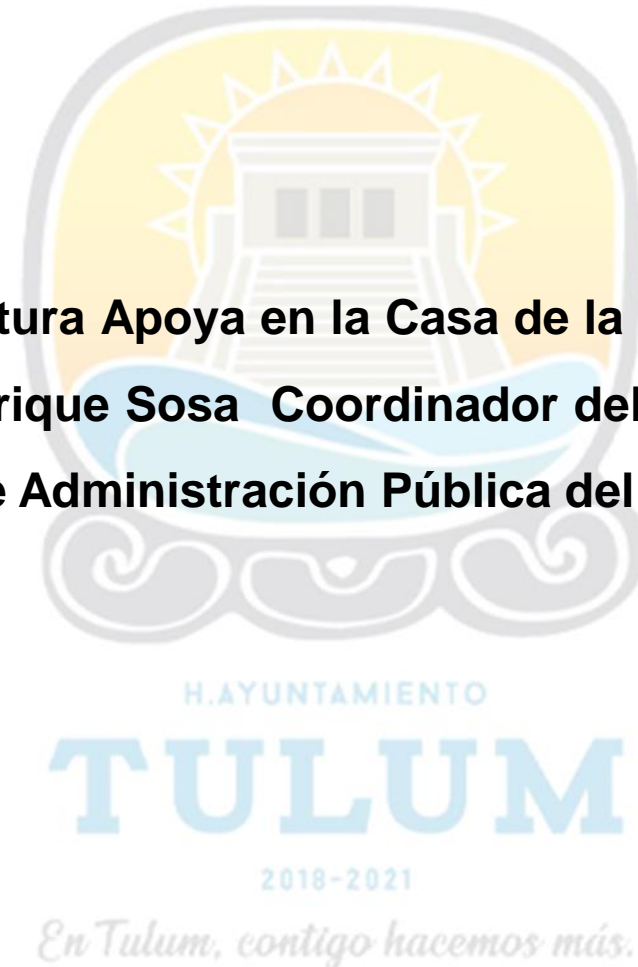 tura Apoya en la Casa de la
rique Sosa Coordinador del
Administración Pública del
H.AYUNTAMIENTO
TULUM
2018-2021
En Tulum, contigo hacemos más.